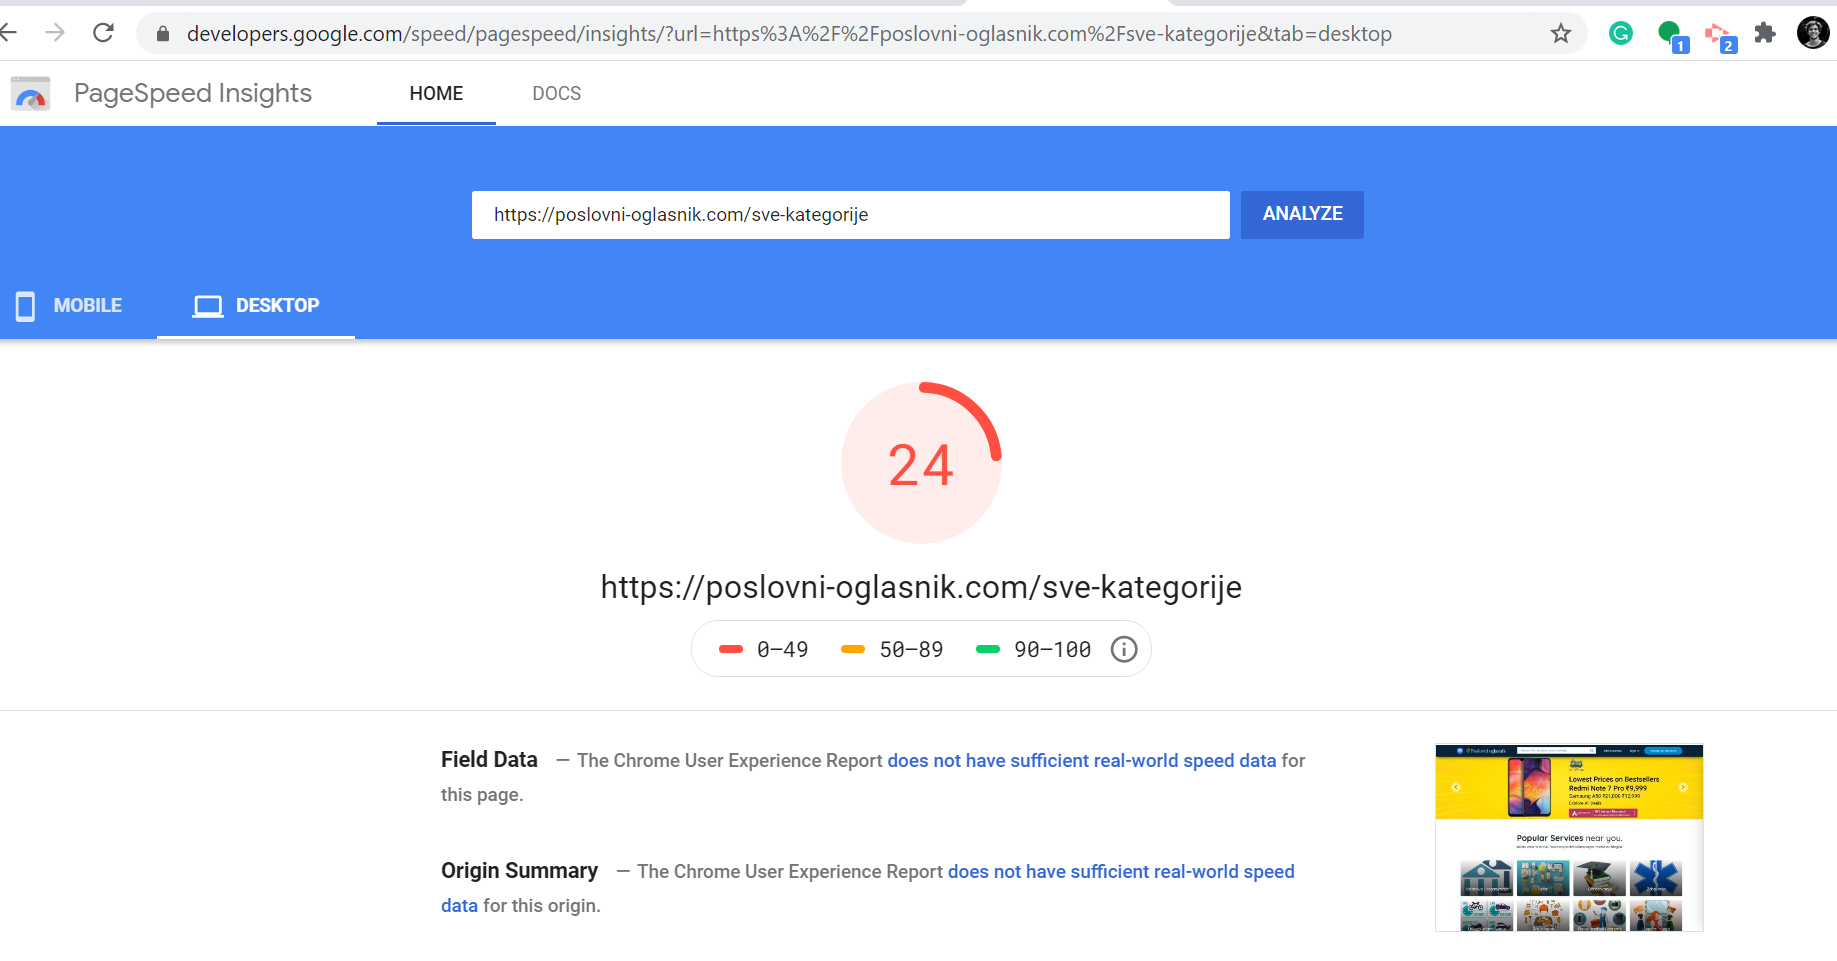 developers.google.com/speed/pagespeed/insights/?url=https%3A%2F%2Fposlovni-oglasnik.com%2Fsve-kategorije&tab=desktop
G
1
2
PageSpeed Insights
HOME
DOCS
https://poslovni-oglasnik.com/sve-kategorije
ANALYZE
MOBILE
DESKTOP
24
https://poslovni-oglasnik.com/sve-kategorije
0–49
50–89
90–100
Field Data — The Chrome User Experience Report does not have sufficient real-world speed data for
this page.
Origin Summary — The Chrome User Experience Report does not have sufficient real-world speed
data for this origin.
Lowest Prices on Bestsellers
Redmi Note 7 Pro ₹9,999
Explore All Deals
Popular Services near you.